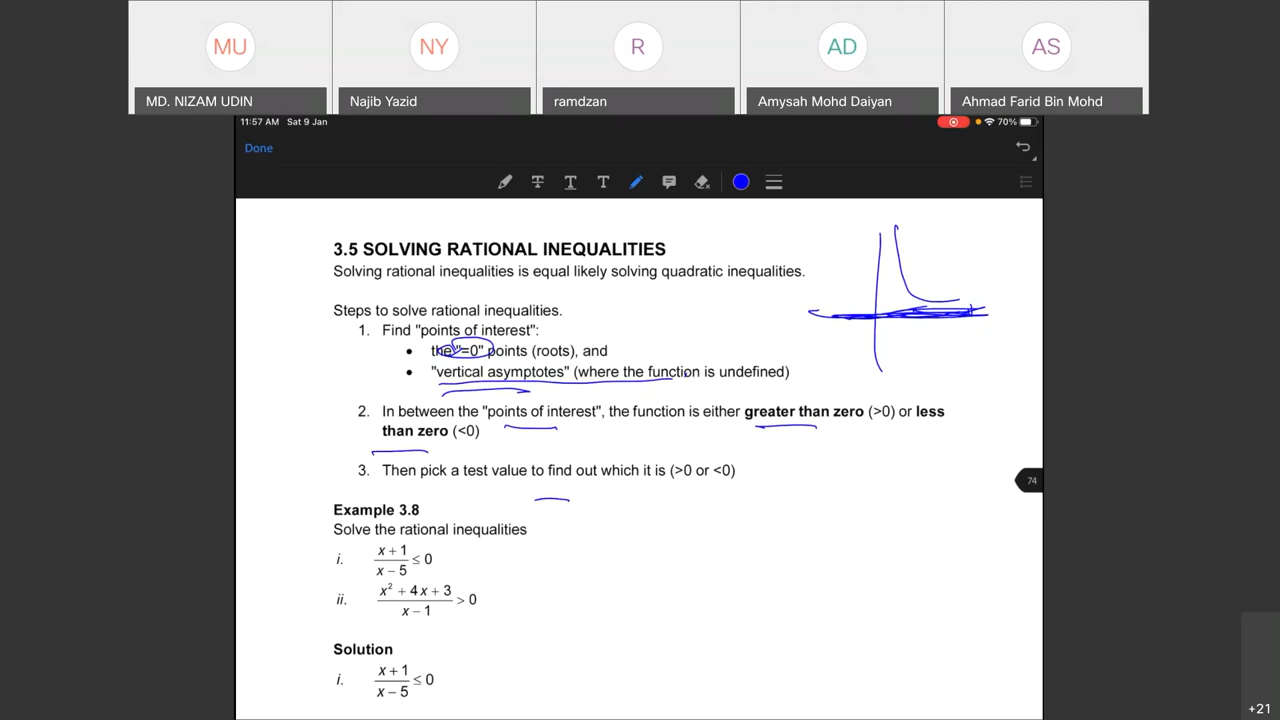 MU
NY
R
AD
AS
MD. NIZAM UDIN
Najib Yazid
ramdzan
Amysah Mohd Daiyan
Ahmad Farid Bin Mohd
11:57 AM Sat 9 Jan
70%
Done
3.5 SOLVING RATIONAL INEQUALITIES
Solving rational inequalities is equal likely solving quadratic inequalities.
Steps to solve rational inequalities.
1. Find "points of interest":
• the "=0" points (roots), and
• "vertical asymptotes" (where the function is undefined)
2. In between the "points of interest", the function is either greater than zero (>0) or less
than zero (<0)
3. Then pick a test value to find out which it is (>0 or <0)
74
Example 3.8
Solve the rational inequalities
i. (x + 1)/(x − 5) ≤ 0
ii. (x² + 4x + 3)/(x − 1) > 0
Solution
i. (x + 1)/(x − 5) ≤ 0
+21